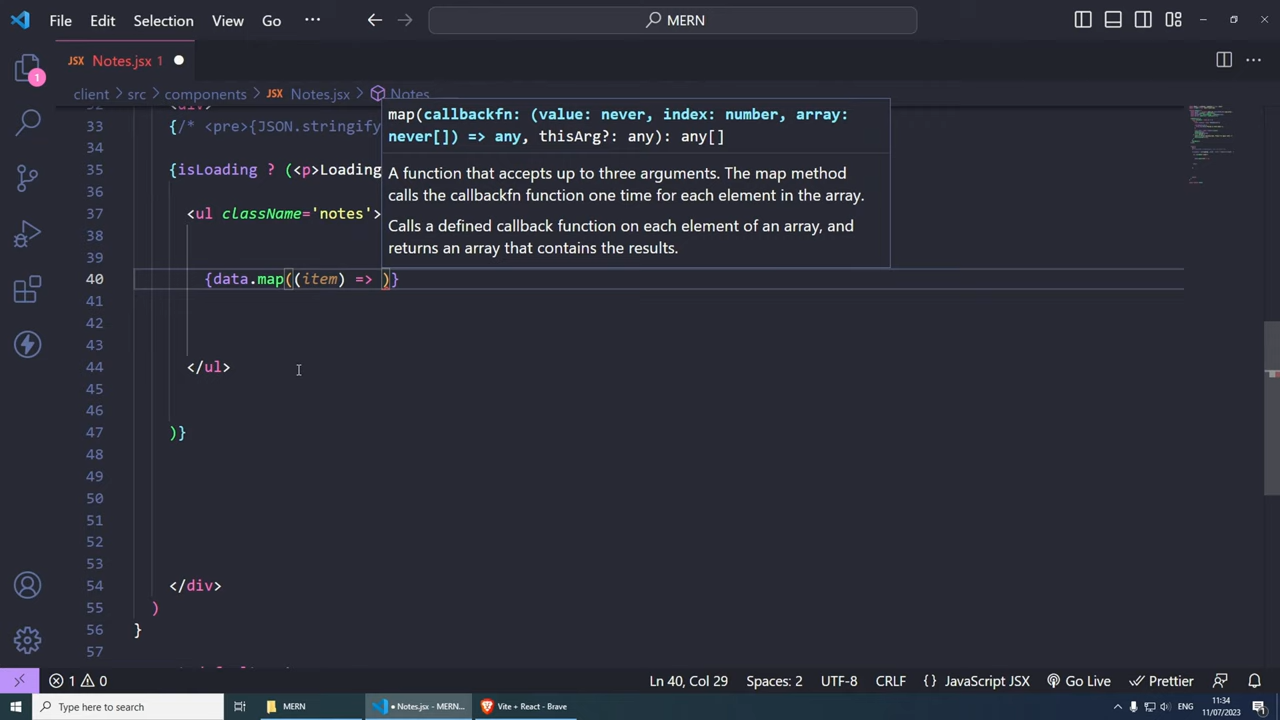 File Edit Selection View Go ··· MERN
JSX Notes.jsx 1
1
client › src › components › JSX Notes.jsx › Notes
32 <div>
33 {/* <pre>{JSON.stringify
34
35 {isLoading ? (<p>Loading
36
37 <ul className='notes'>
38
39
40 {data.map((item) => )}
41
42
43
44 </ul>
45
46
47 )}
48
49
50
51
52
53
54 </div>
55 )
56 }
57
map(callbackfn: (value: never, index: number, array:
never[]) => any, thisArg?: any): any[]
A function that accepts up to three arguments. The map method
calls the callbackfn function one time for each element in the array.
Calls a defined callback function on each element of an array, and
returns an array that contains the results.
1 0 Ln 40, Col 29 Spaces: 2 UTF-8 CRLF {} JavaScript JSX Go Live Prettier
Type here to search MERN • Notes.jsx - MERN... Vite + React - Brave ENG 11:34
11/07/2023